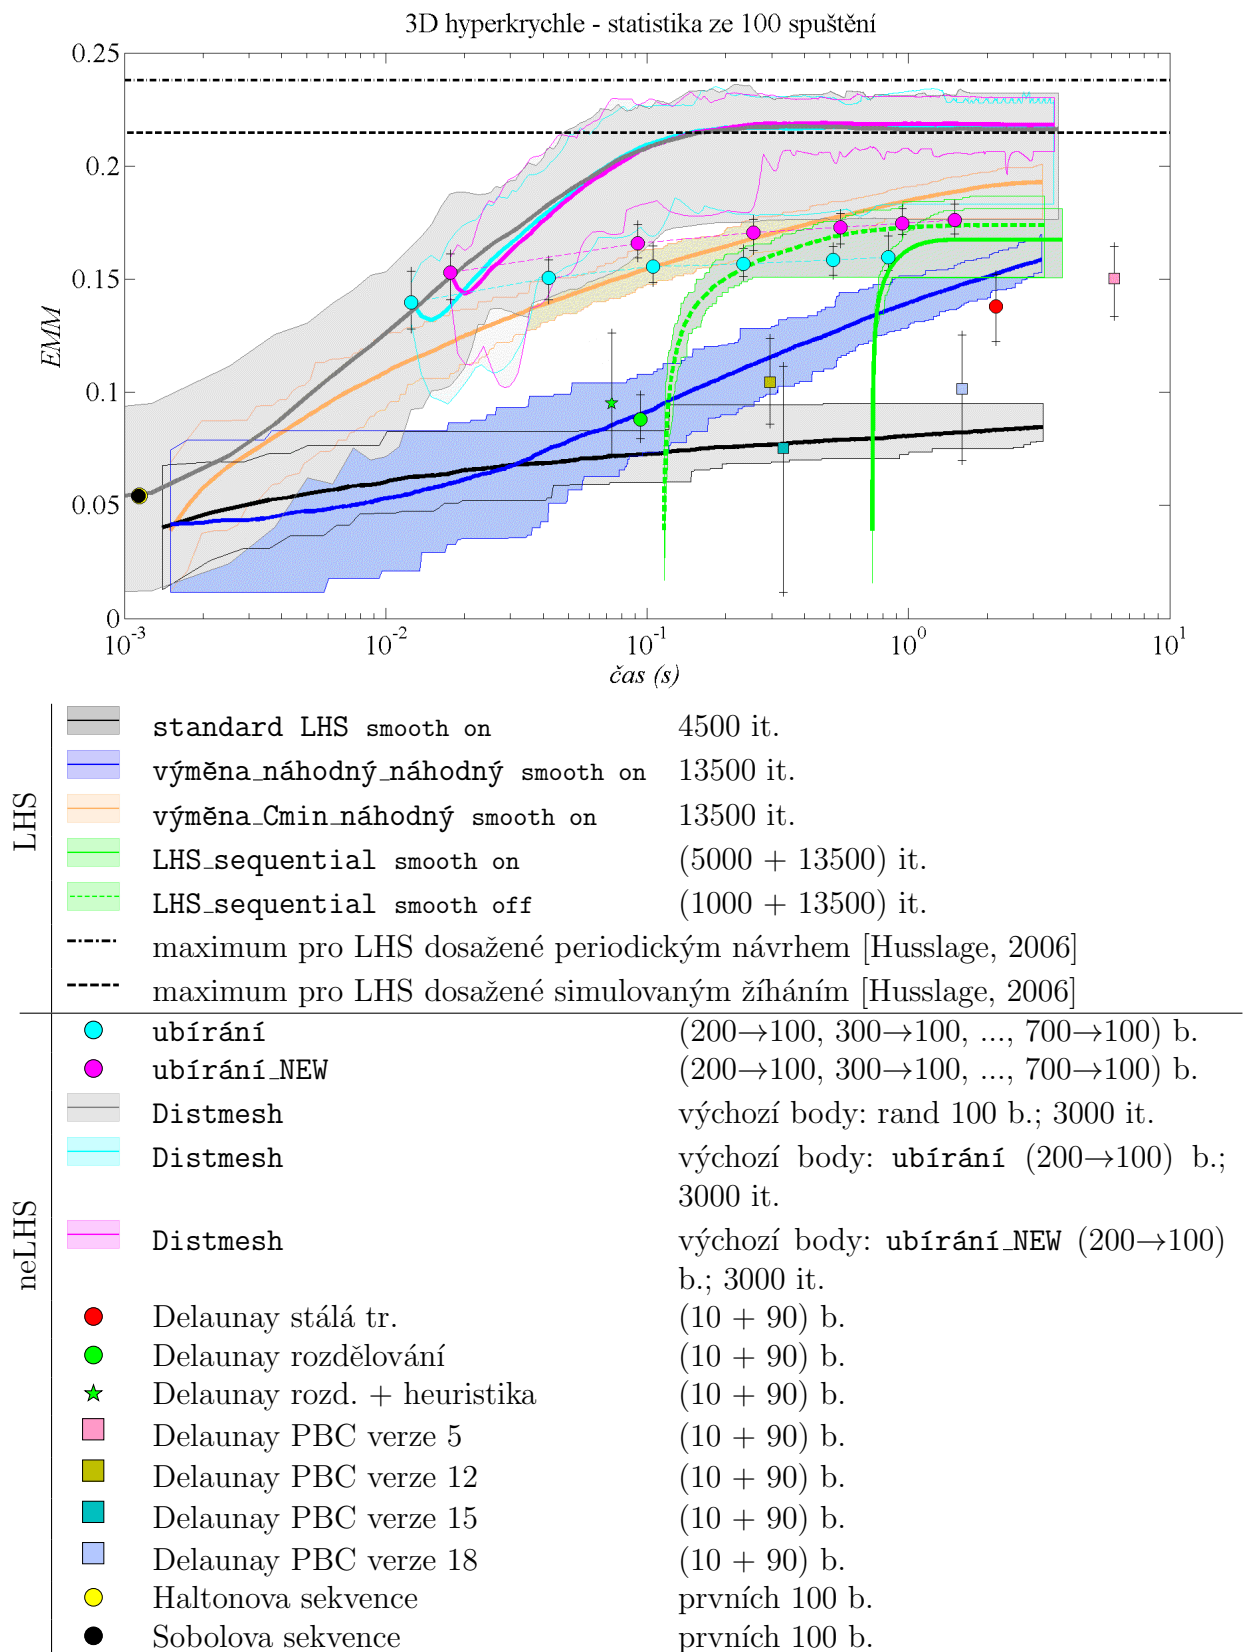 3D hyperkrychle - statistika ze 100 spuštění
0.25
0.2
0.15
0.1
0.05
0
EMM
10^-3
10^-2
10^-1
10^0
10^1
čas (s)
LHS
standard LHS smooth on 4500 it.
výměna_náhodný_náhodný smooth on 13500 it.
výměna_Cmin_náhodný smooth on 13500 it.
LHS_sequential smooth on (5000 + 13500) it.
LHS_sequential smooth off (1000 + 13500) it.
maximum pro LHS dosažené periodickým návrhem [Husslage, 2006]
maximum pro LHS dosažené simulovaným žíháním [Husslage, 2006]
neLHS
ubírání (200→100, 300→100, ..., 700→100) b.
ubírání_NEW (200→100, 300→100, ..., 700→100) b.
Distmesh výchozí body: rand 100 b.; 3000 it.
Distmesh výchozí body: ubírání (200→100) b.;
3000 it.
Distmesh výchozí body: ubírání_NEW (200→100)
b.; 3000 it.
Delaunay stálá tr. (10 + 90) b.
Delaunay rozdělování (10 + 90) b.
Delaunay rozd. + heuristika (10 + 90) b.
Delaunay PBC verze 5 (10 + 90) b.
Delaunay PBC verze 12 (10 + 90) b.
Delaunay PBC verze 15 (10 + 90) b.
Delaunay PBC verze 18 (10 + 90) b.
Haltonova sekvence prvních 100 b.
Sobolova sekvence prvních 100 b.